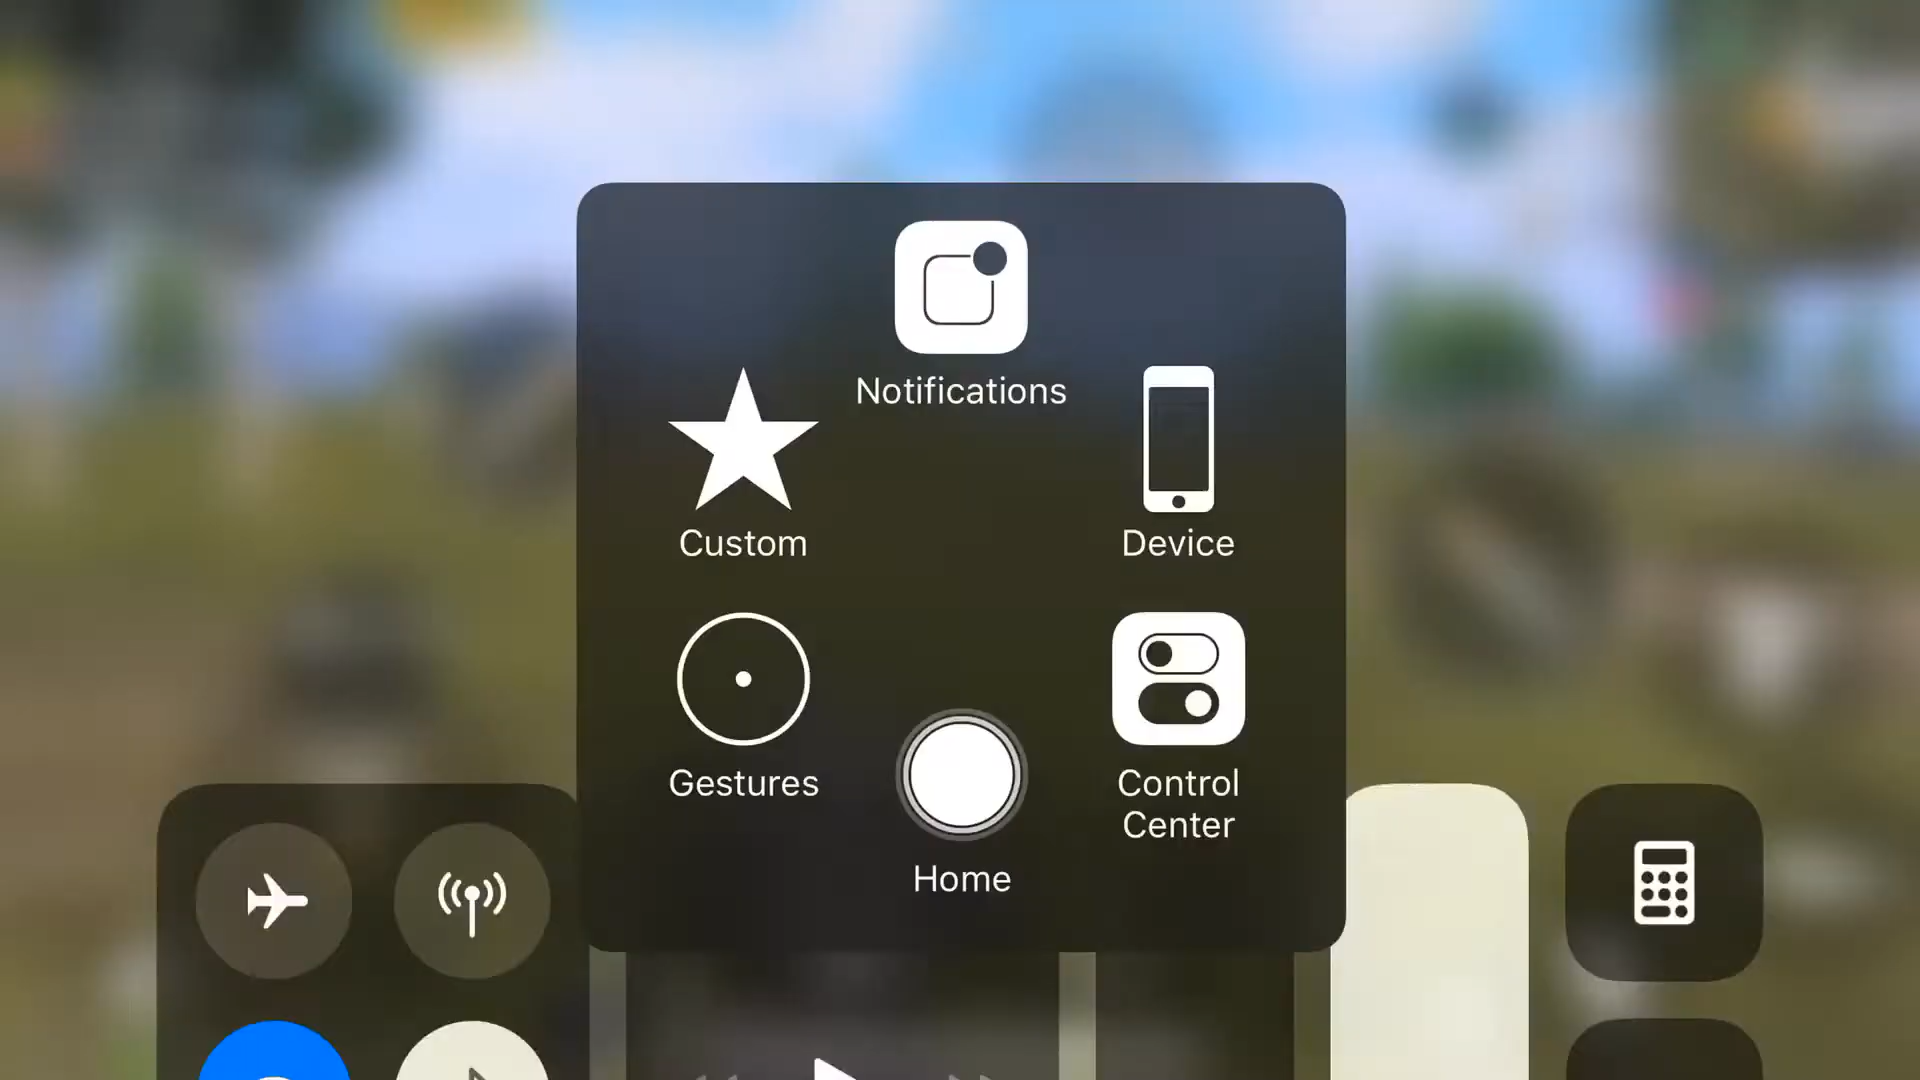 Notifications
Custom
Device
Gestures
Control
Center
Home